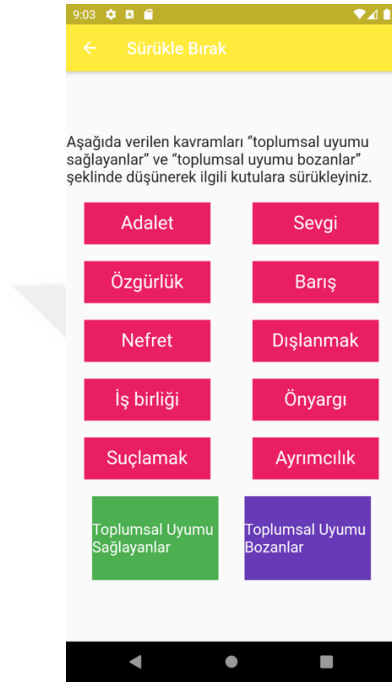 9:03
Sürükle Bırak
Aşağıda verilen kavramları “toplumsal uyumu
sağlayanlar” ve “toplumsal uyumu bozanlar”
şeklinde düşünerek ilgili kutulara sürükleyiniz.
Adalet
Sevgi
Özgürlük
Barış
Nefret
Dışlanmak
İş birliği
Önyargı
Suçlamak
Ayrımcılık
Toplumsal Uyumu
Sağlayanlar
Toplumsal Uyumu
Bozanlar